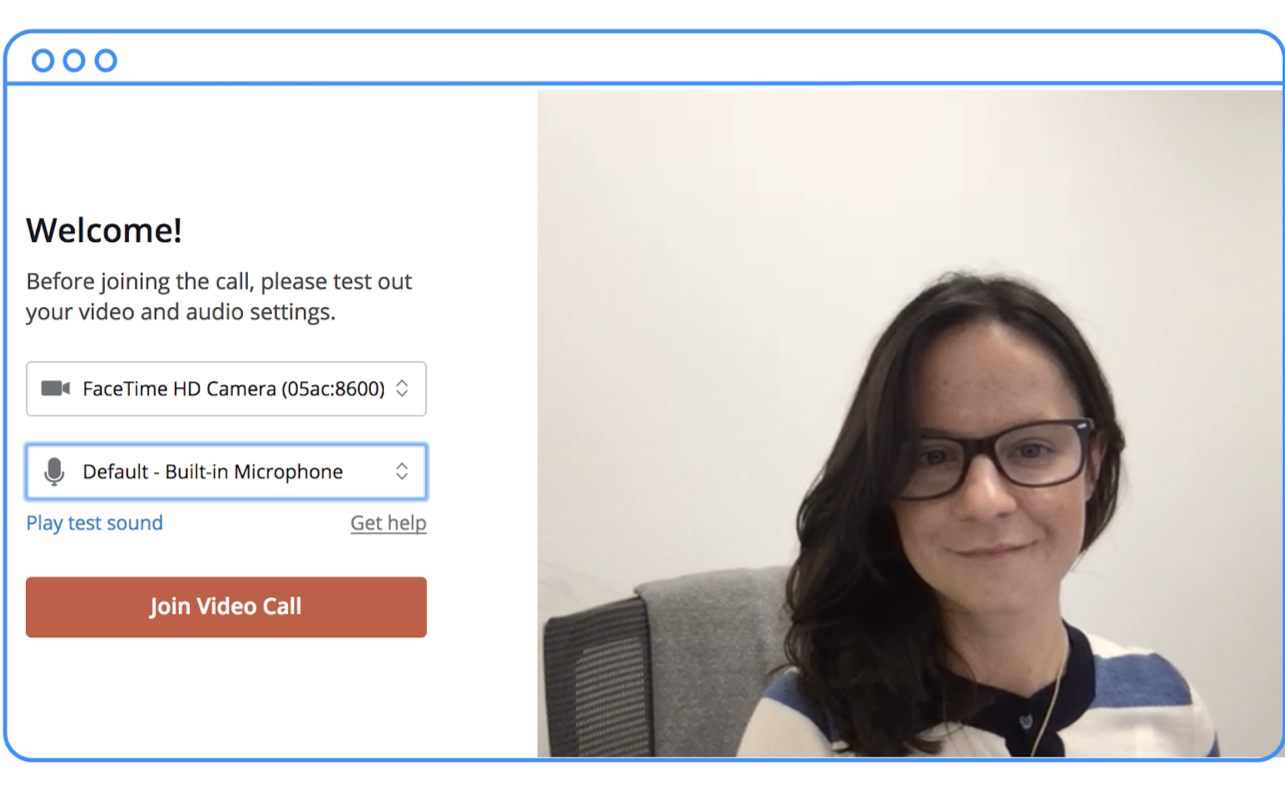 Welcome!
Before joining the call, please test out
your video and audio settings.
FaceTime HD Camera (05ac:8600)
Default - Built-in Microphone
Play test sound Get help
Join Video Call